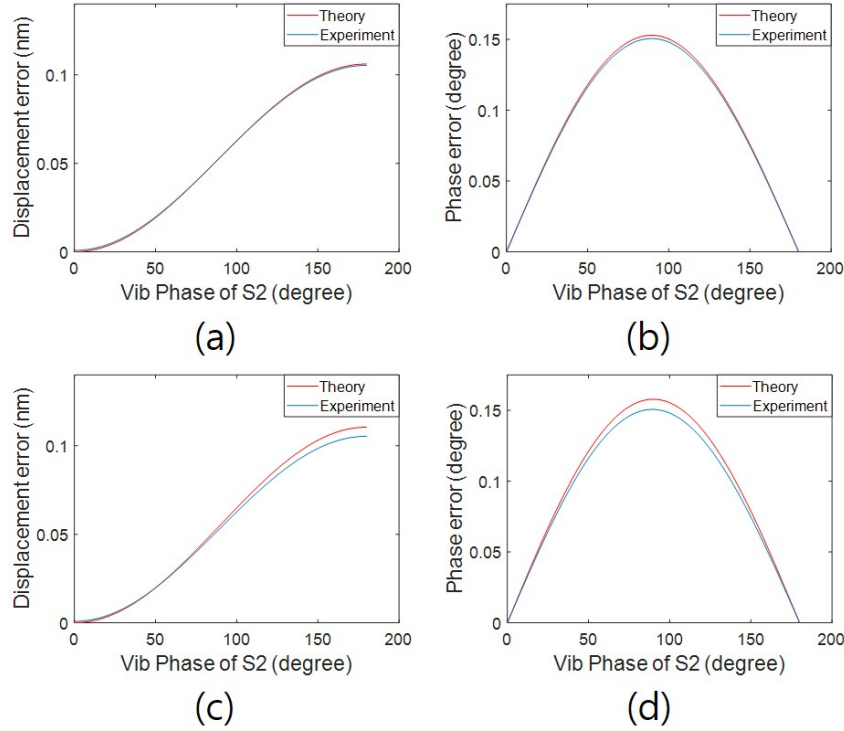 Theory
Experiment
Displacement error (nm)
0.1
0.05
0
0 50 100 150 200
Vib Phase of S2 (degree)
(a)
Theory
Experiment
Phase error (degree)
0.15
0.1
0.05
0
0 50 100 150 200
Vib Phase of S2 (degree)
(b)
Theory
Experiment
Displacement error (nm)
0.1
0.05
0
0 50 100 150 200
Vib Phase of S2 (degree)
(c)
Theory
Experiment
Phase error (degree)
0.15
0.1
0.05
0
0 50 100 150 200
Vib Phase of S2 (degree)
(d)